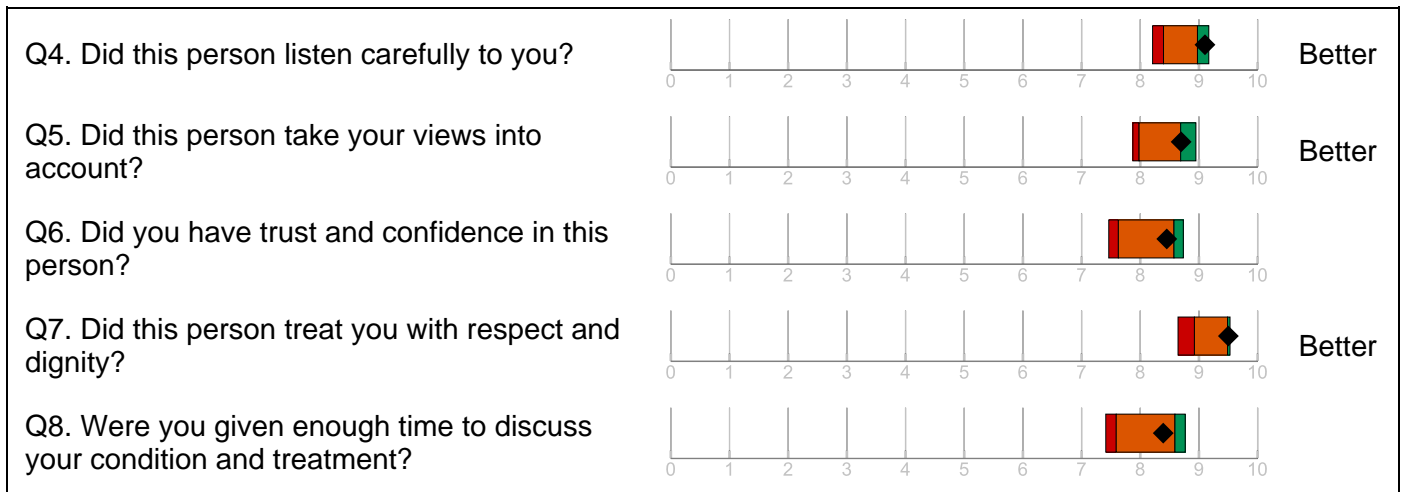 Q4. Did this person listen carefully to you?
0 1 2 3 4 5 6 7 8 9 10
Better
Q5. Did this person take your views into
account?
0 1 2 3 4 5 6 7 8 9 10
Better
Q6. Did you have trust and confidence in this
person?
0 1 2 3 4 5 6 7 8 9 10
Q7. Did this person treat you with respect and
dignity?
0 1 2 3 4 5 6 7 8 9 10
Better
Q8. Were you given enough time to discuss
your condition and treatment?
0 1 2 3 4 5 6 7 8 9 10